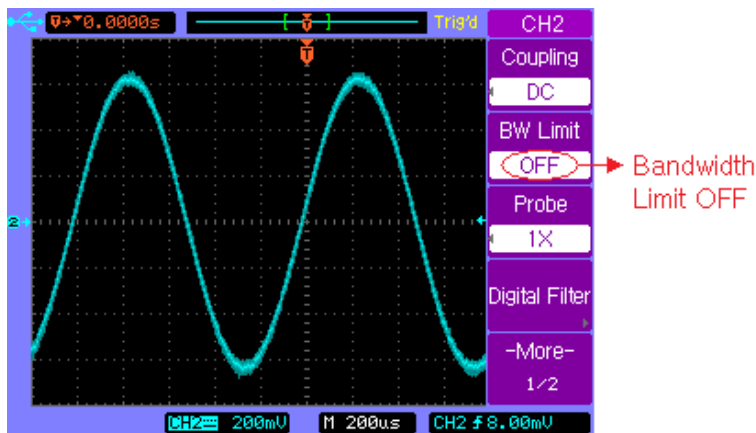 0.0000s
T
Trig'd
CH2
T
Coupling
DC
BW Limit
OFF
Bandwidth
Limit OFF
Probe
1X
2
Digital Filter
-More-
1/2
CH2 200mV
M 200us
CH2 8.00mV